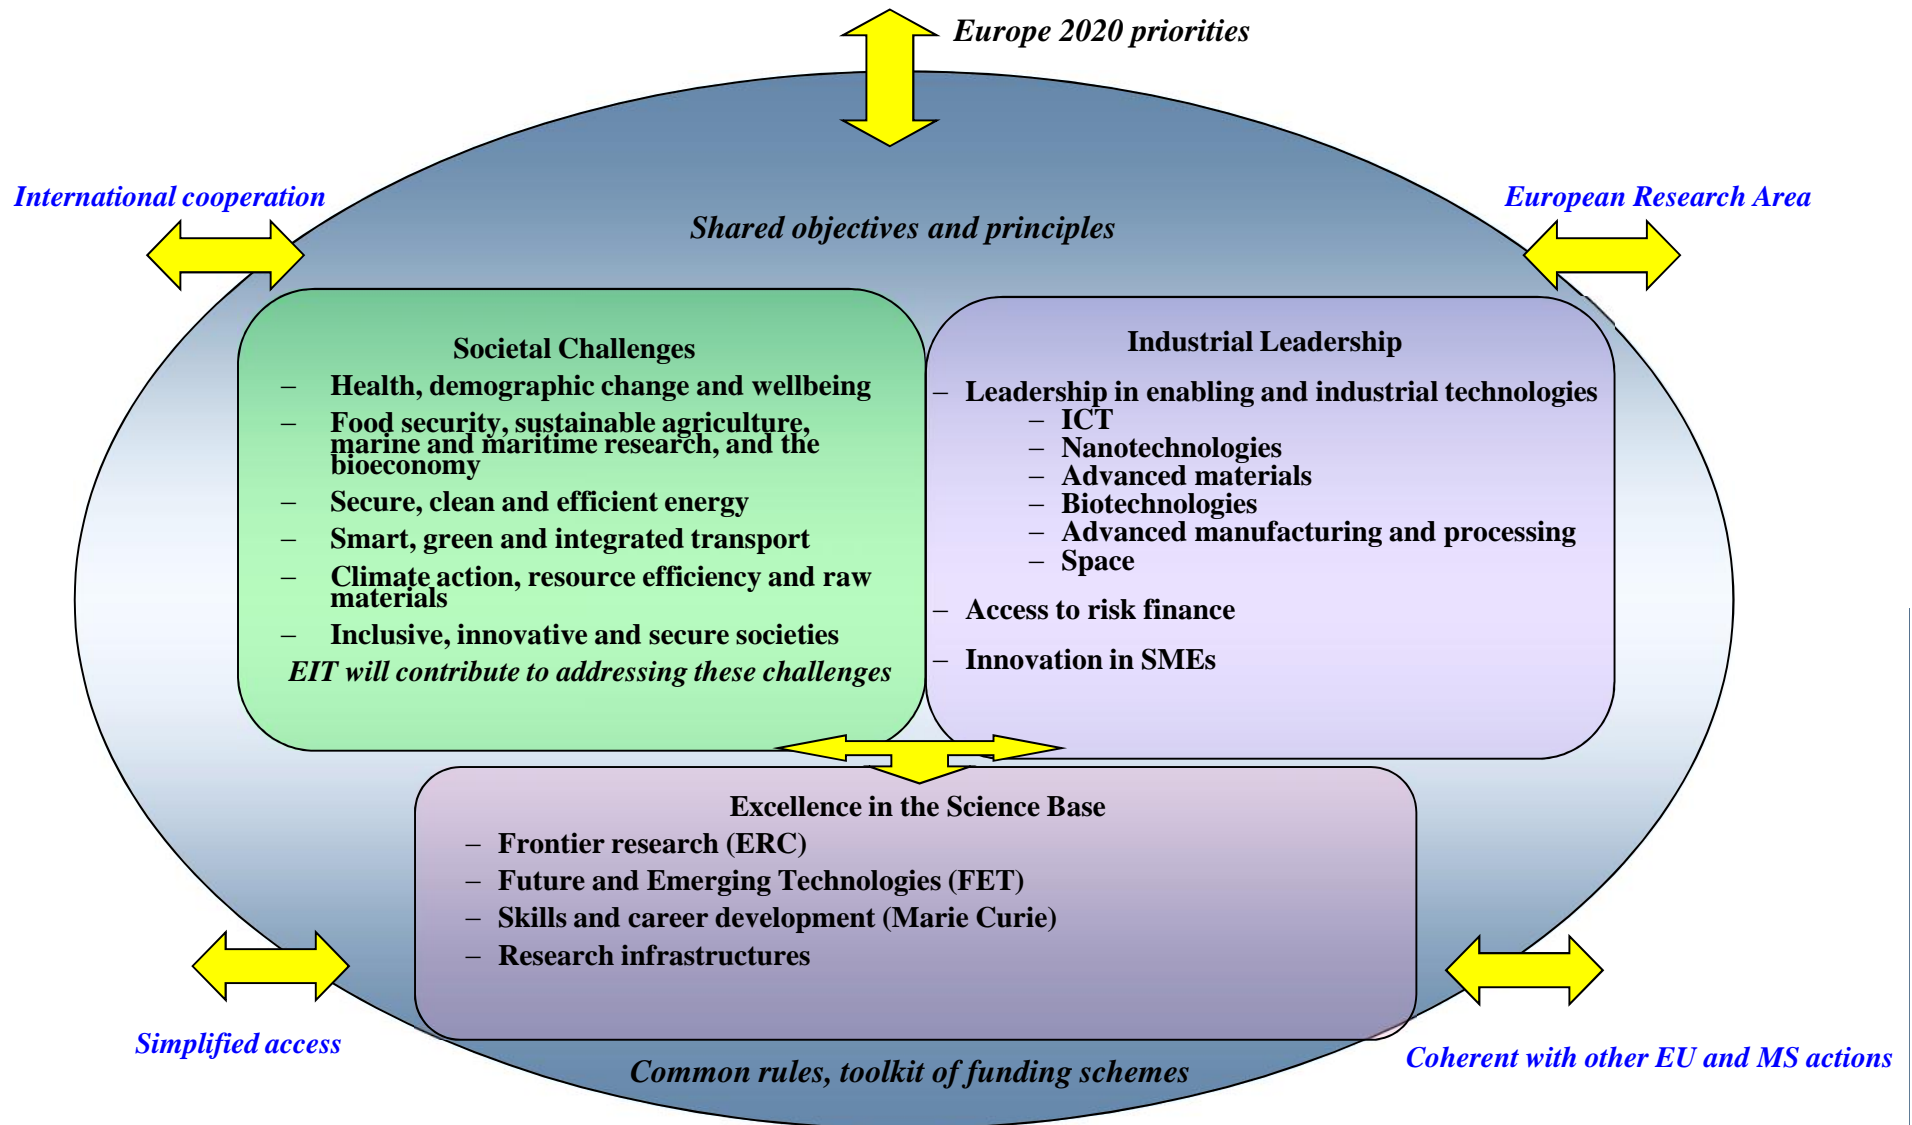 Europe 2020 priorities
International cooperation
European Research Area
Shared objectives and principles
Societal Challenges
– Health, demographic change and wellbeing
– Food security, sustainable agriculture,
marine and maritime research, and the
bioeconomy
– Secure, clean and efficient energy
– Smart, green and integrated transport
– Climate action, resource efficiency and raw
materials
– Inclusive, innovative and secure societies
EIT will contribute to addressing these challenges
Industrial Leadership
– Leadership in enabling and industrial technologies
– ICT
– Nanotechnologies
– Advanced materials
– Biotechnologies
– Advanced manufacturing and processing
– Space
– Access to risk finance
– Innovation in SMEs
Excellence in the Science Base
– Frontier research (ERC)
– Future and Emerging Technologies (FET)
– Skills and career development (Marie Curie)
– Research infrastructures
Simplified access
Coherent with other EU and MS actions
Common rules, toolkit of funding schemes